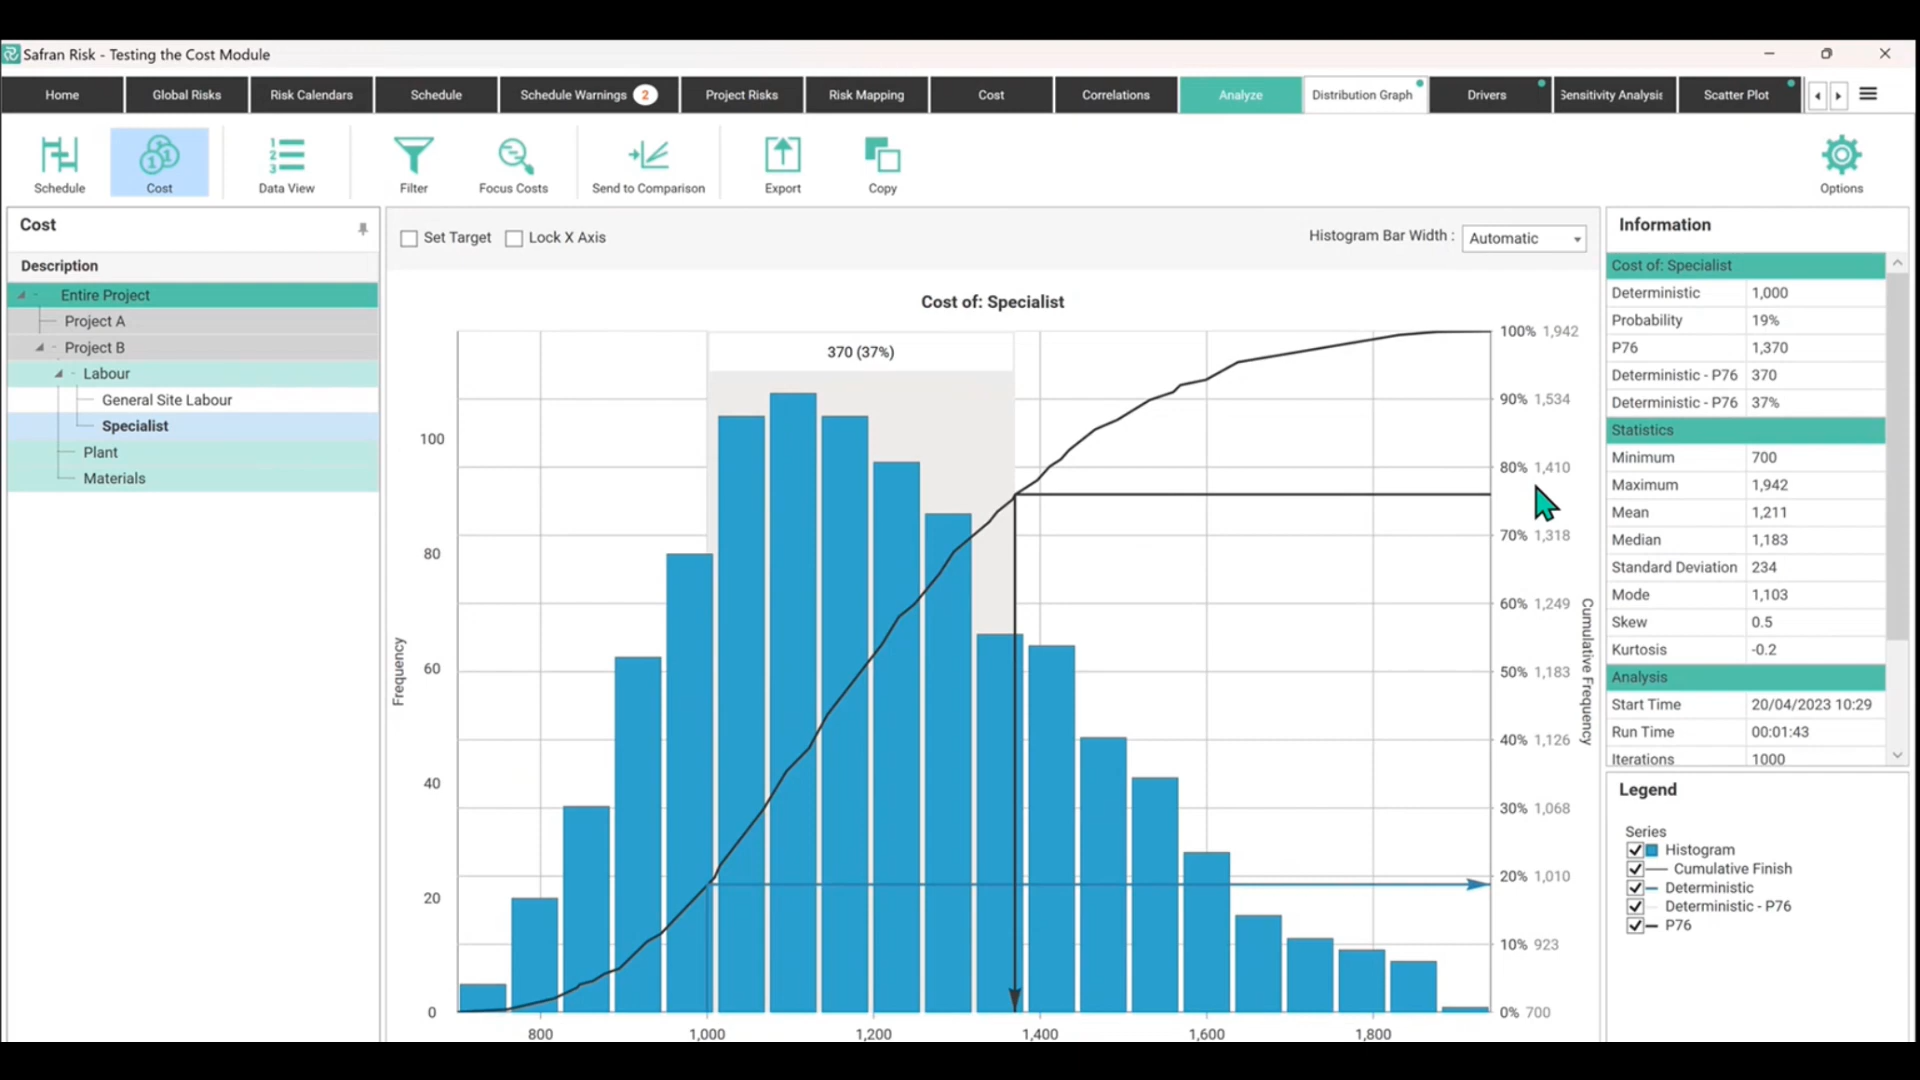 Safran Risk - Testing the Cost Module
Home Global Risks Risk Calendars Schedule Schedule Warnings 2 Project Risks Risk Mapping Cost Correlations Analyze Distribution Graph Drivers Sensitivity Analysis Scatter Plot
Schedule Cost Data View Filter Focus Costs Send to Comparison Export Copy Options
Cost
Description
Entire Project
Project A
Project B
Labour
General Site Labour
Specialist
Plant
Materials
Set Target Lock X Axis Histogram Bar Width : Automatic
Cost of: Specialist
370 (37%)
Frequency
100
80
60
40
20
0
800 1,000 1,200 1,400 1,600 1,800
100% 1,942
90% 1,534
80% 1,410
70% 1,318
60% 1,249
50% 1,183
40% 1,126
30% 1,068
20% 1,010
10% 923
0% 700
Cumulative Frequency
Information
Cost of: Specialist
Deterministic 1,000
Probability 19%
P76 1,370
Deterministic - P76 370
Deterministic - P76 37%
Statistics
Minimum 700
Maximum 1,942
Mean 1,211
Median 1,183
Standard Deviation 234
Mode 1,103
Skew 0.5
Kurtosis -0.2
Analysis
Start Time 20/04/2023 10:29
Run Time 00:01:43
Iterations 1000
Legend
Series
Histogram
Cumulative Finish
Deterministic
Deterministic - P76
P76